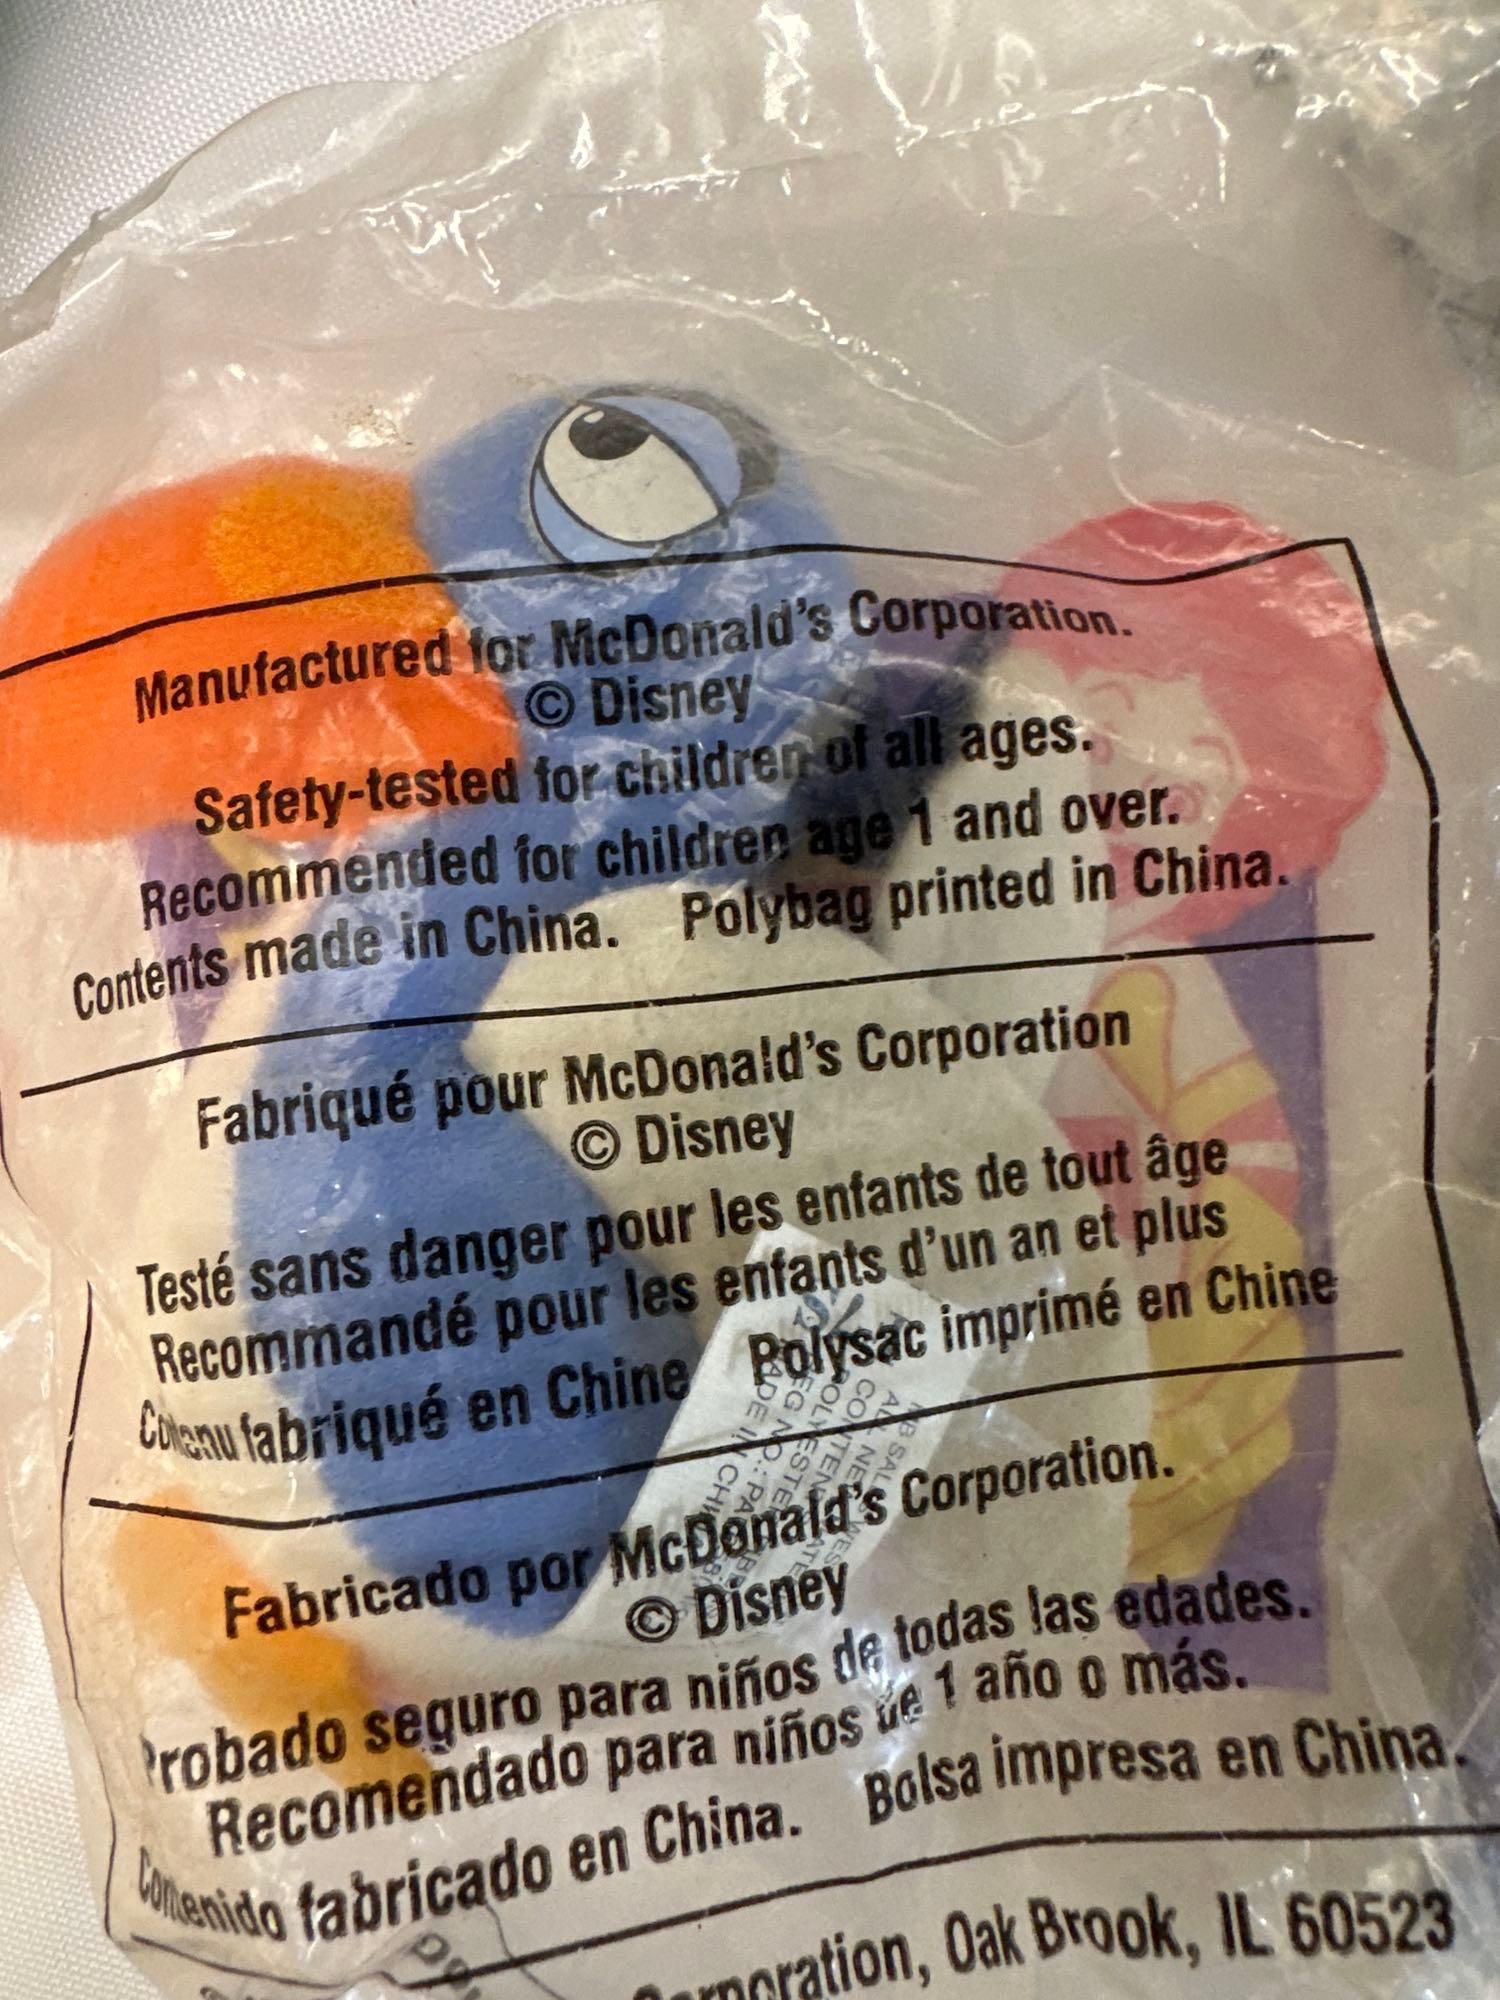 Manufactured for McDonald's Corporation.
© Disney
Safety-tested for children of all ages.
Recommended for children age 1 and over.
Contents made in China. Polybag printed in China.
Fabriqué pour McDonald's Corporation
© Disney
Testé sans danger pour les enfants de tout âge
Recommandé pour les enfants d'un an et plus
Contenu fabriqué en Chine Polysac imprimé en Chine
Fabricado por McDonald's Corporation.
© Disney
Probado seguro para niños de todas las edades.
Recomendado para niños de 1 año o más.
Contenido fabricado en China. Bolsa impresa en China.
Corporation, Oak Brook, IL 60523